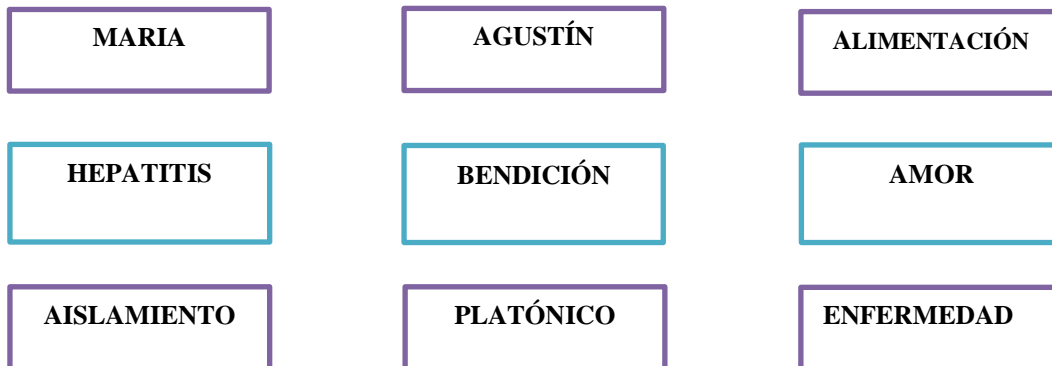 MARIA
AGUSTÍN
ALIMENTACIÓN
HEPATITIS
BENDICIÓN
AMOR
AISLAMIENTO
PLATÓNICO
ENFERMEDAD